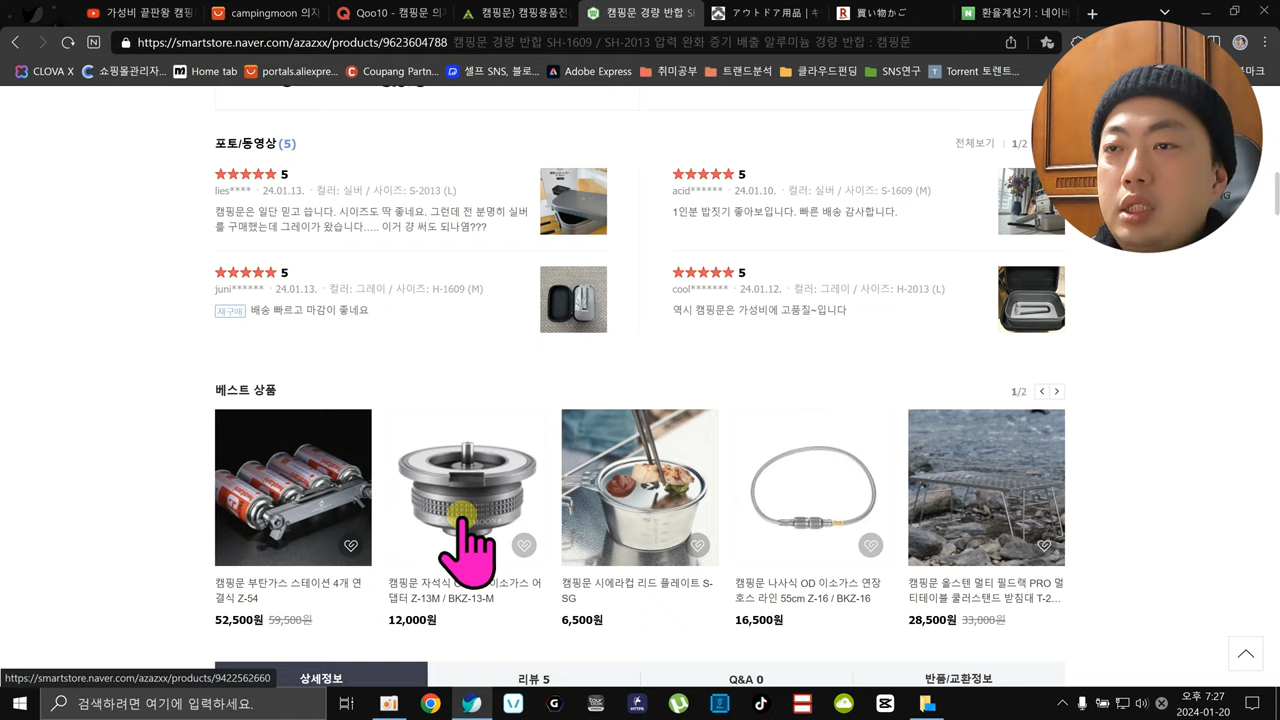 가성비 끝판왕 캠핑
campingmoon 의자
Qoo10 - 캠핑문 의
캠핑문) 캠핑용품전
캠핑문 경량 반합 S
アウトドア用品 | キ
買い物かご
환율계산기 : 네이버
https://smartstore.naver.com/azazxx/products/9623604788 캠핑문 경량 반합 SH-1609 / SH-2013 압력 완화 증기 배출 알루미늄 경량 반합 : 캠핑문
CLOVA X
쇼핑몰관리자...
Home tab
portals.aliexpre...
Coupang Partn...
셀프 SNS, 블로...
Adobe Express
취미공부
트랜드분석
클라우드펀딩
SNS연구
Torrent 토렌트...
포토/동영상(5)
전체보기 1/2
★★★★★ 5
lies**** · 24.01.13. · 컬러: 실버 / 사이즈: S-2013 (L)
캠핑문은 일단 믿고 씁니다. 시이즈도 딱 좋네요. 그런데 전 분명히 실버
를 구매했는데 그레이가 왔습니다..... 이거 걍 써도 되나욤???
★★★★★ 5
acid****** · 24.01.10. · 컬러: 실버 / 사이즈: S-1609 (M)
1인분 밥짓기 좋아보입니다. 빠른 배송 감사합니다.
★★★★★ 5
juni****** · 24.01.13. · 컬러: 그레이 / 사이즈: H-1609 (M)
재구매 배송 빠르고 마감이 좋네요
★★★★★ 5
cool******* · 24.01.12. · 컬러: 그레이 / 사이즈: H-2013 (L)
역시 캠핑문은 가성비에 고품질~입니다
베스트 상품
1/2
캠핑문 부탄가스 스테이션 4개 연
결식 Z-54
52,500원 59,500원
캠핑문 자석식 이소가스 어
댑터 Z-13M / BKZ-13-M
12,000원
캠핑문 시에라컵 리드 플레이트 S-
SG
6,500원
캠핑문 나사식 OD 이소가스 연장
호스 라인 55cm Z-16 / BKZ-16
16,500원
캠핑문 올스텐 멀티 필드랙 PRO 멀
티테이블 쿨러스탠드 받침대 T-2...
28,500원 33,000원
상세정보
리뷰 5
Q&A 0
반품/교환정보
https://smartstore.naver.com/azazxx/products/9422562660
검색하려면 여기에 입력하세요.
오후 7:27
2024-01-20